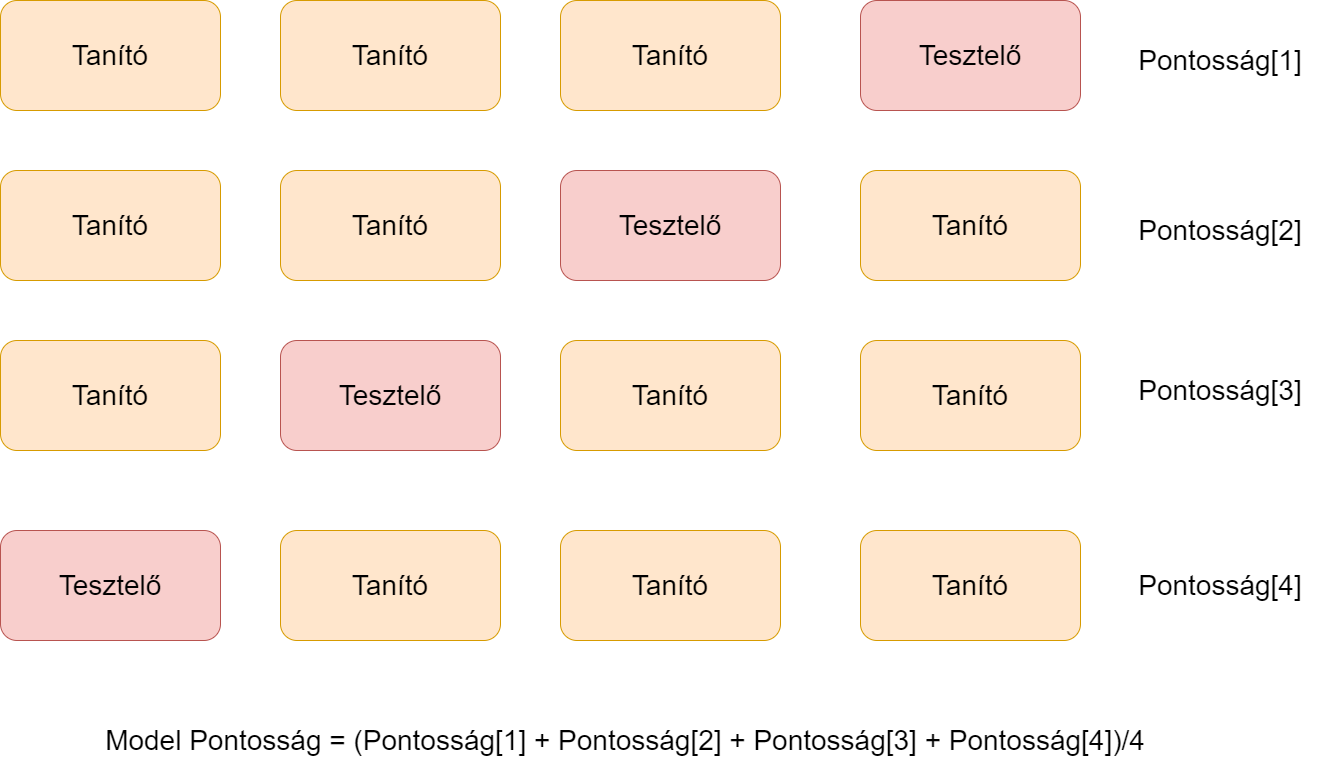 Tanító Tanító Tanító Tesztelő Pontosság[1]
Tanító Tanító Tesztelő Tanító Pontosság[2]
Tanító Tesztelő Tanító Tanító Pontosság[3]
Tesztelő Tanító Tanító Tanító Pontosság[4]
Model Pontosság = (Pontosság[1] + Pontosság[2] + Pontosság[3] + Pontosság[4])/4